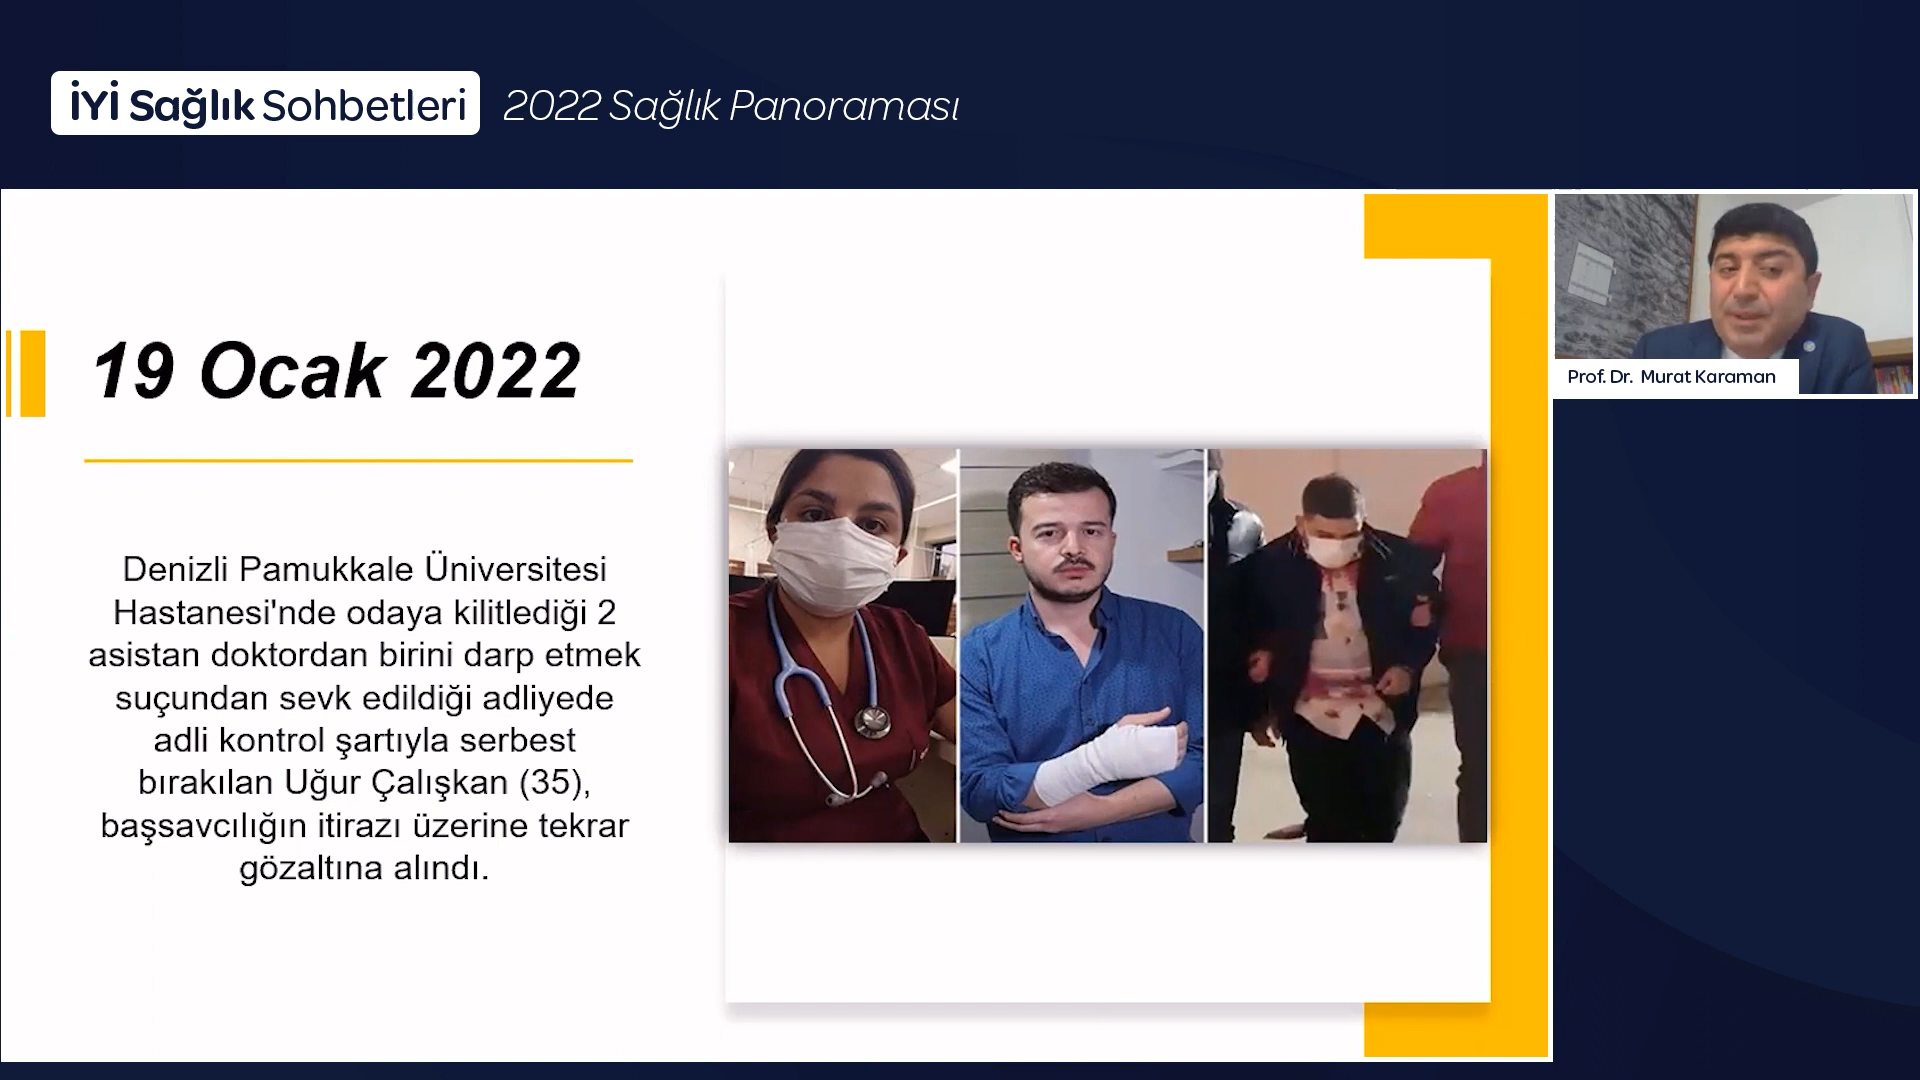 İYİ Sağlık Sohbetleri 2022 Sağlık Panoraması
Prof. Dr. Murat Karaman
19 Ocak 2022
Denizli Pamukkale Üniversitesi
Hastanesi'nde odaya kilitlediği 2
asistan doktordan birini darp etmek
suçundan sevk edildiği adliyede
adli kontrol şartıyla serbest
bırakılan Uğur Çalışkan (35),
başsavcılığın itirazı üzerine tekrar
gözaltına alındı.